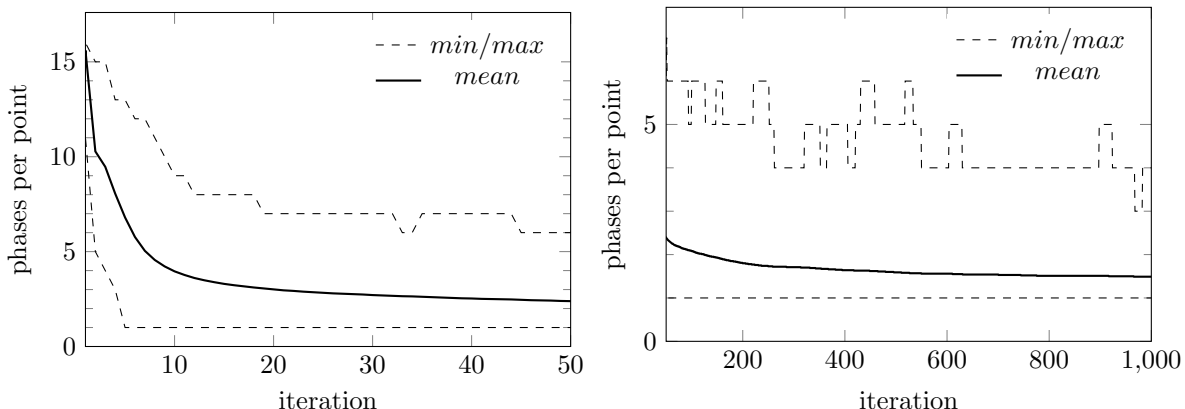 15
10
5
0
phases per point
10
20
30
40
50
iteration
min/max
mean
5
0
phases per point
200
400
600
800
1,000
iteration
min/max
mean